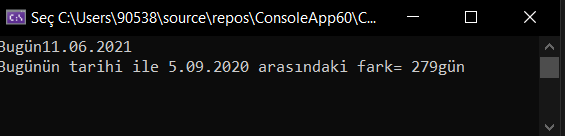 Seç C:\Users\90538\source\repos\ConsoleApp60\C...
Bugün11.06.2021
Bugünün tarihi ile 5.09.2020 arasındaki fark= 279gün